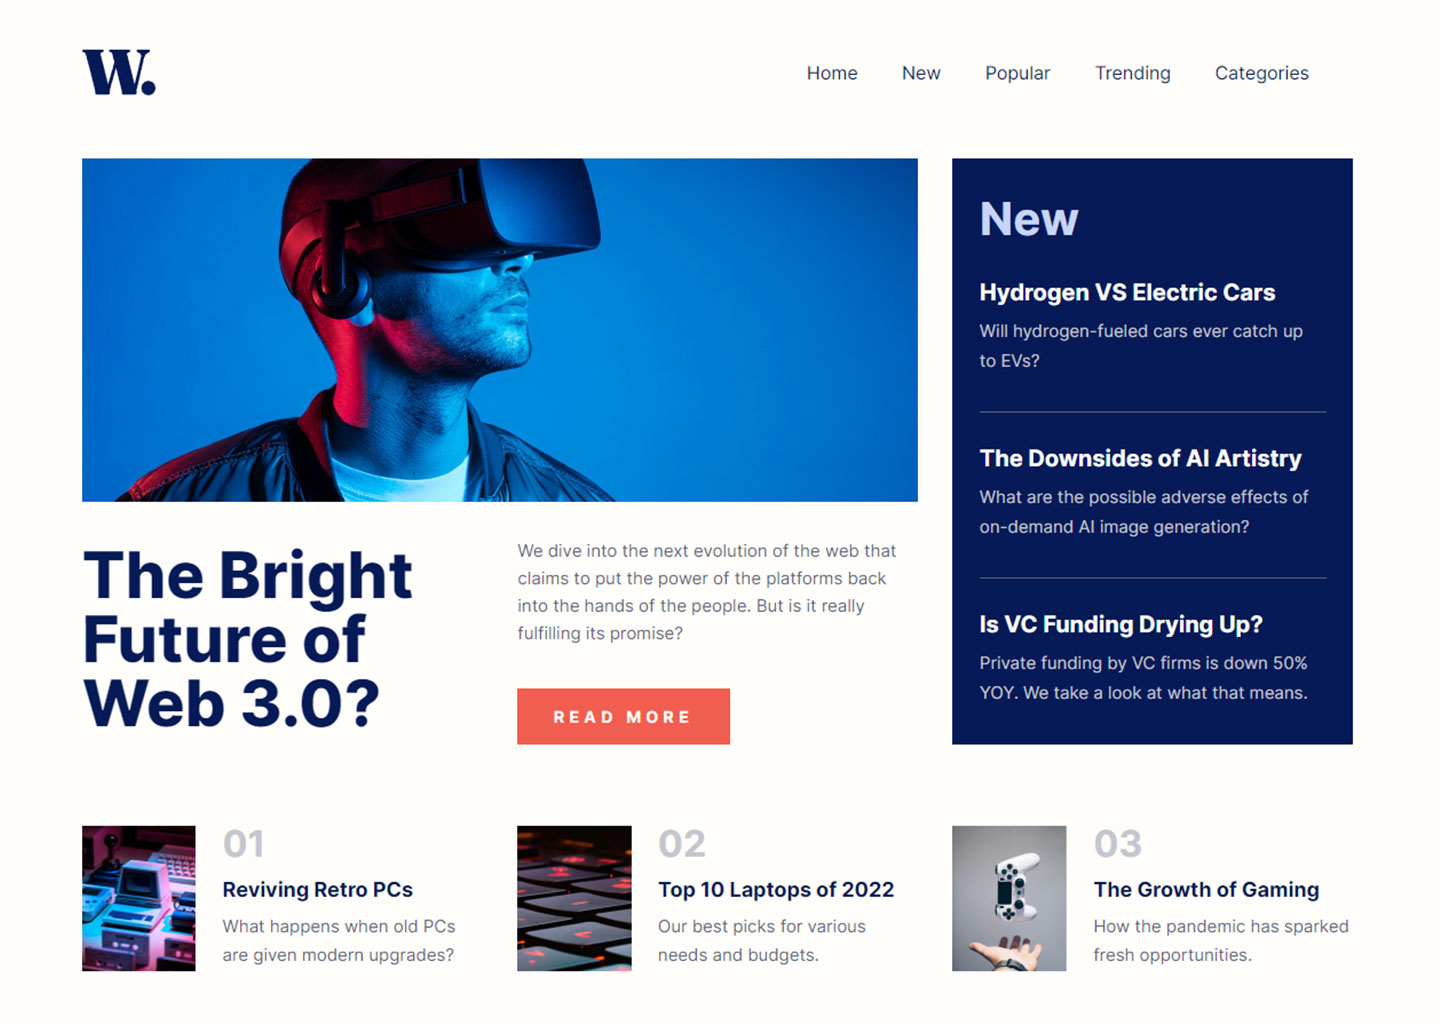 W.
Home New Popular Trending Categories
The Bright
Future of
Web 3.0?
We dive into the next evolution of the web that
claims to put the power of the platforms back
into the hands of the people. But is it really
fulfilling its promise?
READ MORE
New
Hydrogen VS Electric Cars
Will hydrogen-fueled cars ever catch up
to EVs?
The Downsides of AI Artistry
What are the possible adverse effects of
on-demand AI image generation?
Is VC Funding Drying Up?
Private funding by VC firms is down 50%
YOY. We take a look at what that means.
01
Reviving Retro PCs
What happens when old PCs
are given modern upgrades?
02
Top 10 Laptops of 2022
Our best picks for various
needs and budgets.
03
The Growth of Gaming
How the pandemic has sparked
fresh opportunities.